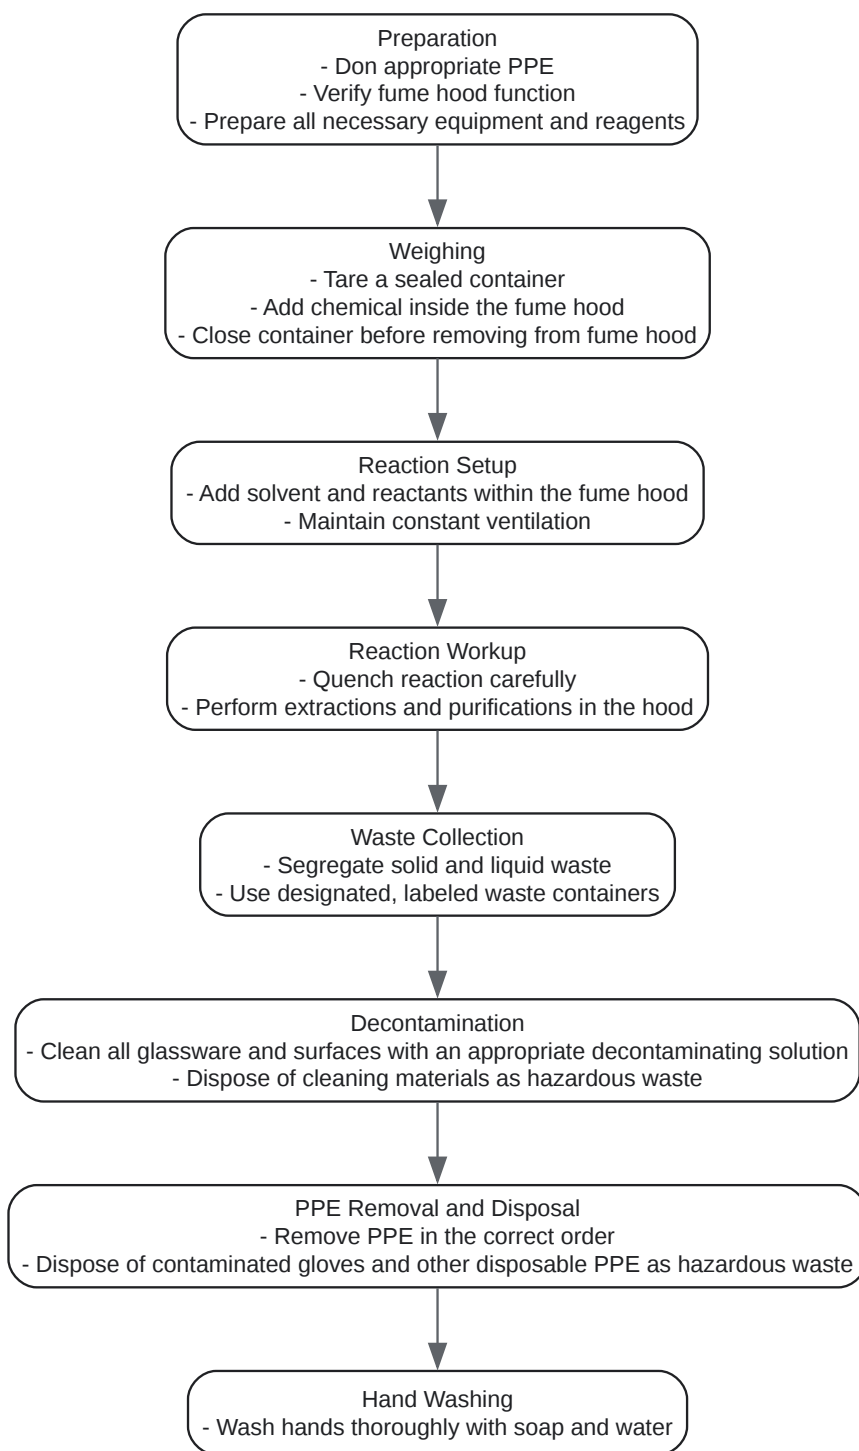 Preparation
- Don appropriate PPE
- Verify fume hood function
- Prepare all necessary equipment and reagents
Weighing
- Tare a sealed container
- Add chemical inside the fume hood
- Close container before removing from fume hood
Reaction Setup
- Add solvent and reactants within the fume hood
- Maintain constant ventilation
Reaction Workup
- Quench reaction carefully
- Perform extractions and purifications in the hood
Waste Collection
- Segregate solid and liquid waste
- Use designated, labeled waste containers
Decontamination
- Clean all glassware and surfaces with an appropriate decontaminating solution
- Dispose of cleaning materials as hazardous waste
PPE Removal and Disposal
- Remove PPE in the correct order
- Dispose of contaminated gloves and other disposable PPE as hazardous waste
Hand Washing
- Wash hands thoroughly with soap and water